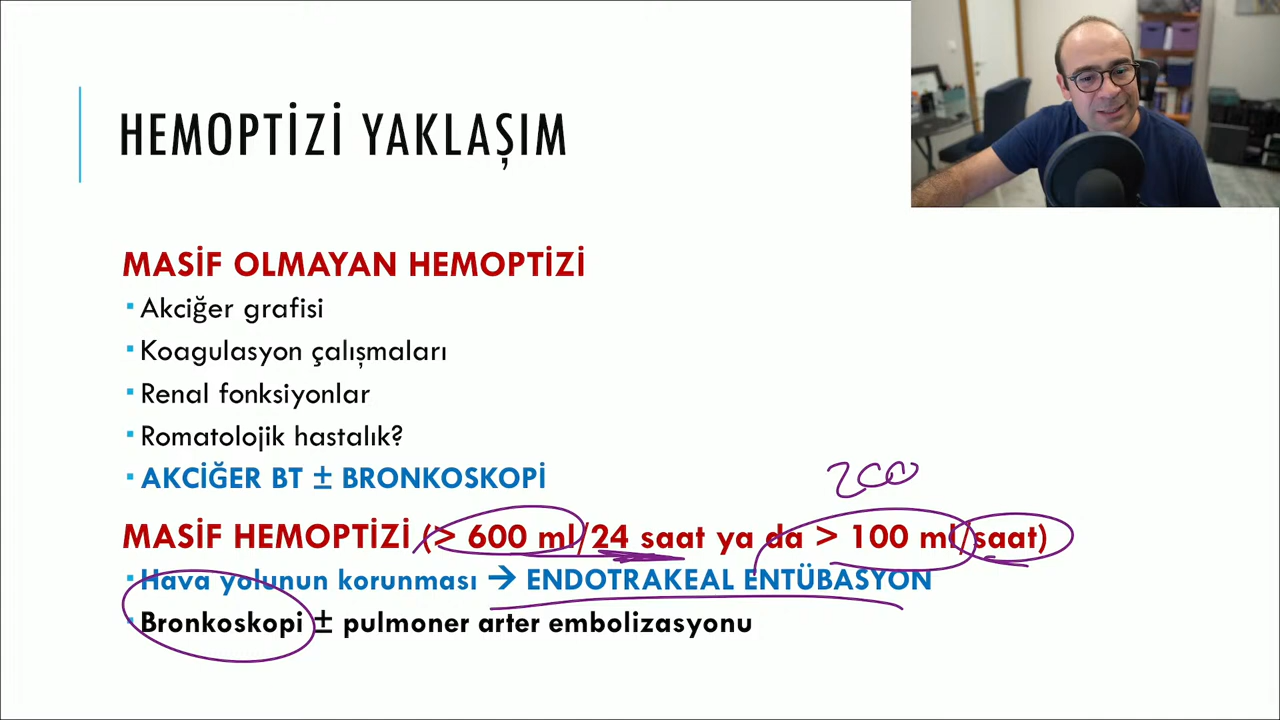 HEMOPTİZİ YAKLAŞIM
MASİF OLMAYAN HEMOPTİZİ
Akciğer grafisi
Koagulasyon çalışmaları
Renal fonksiyonlar
Romatolojik hastalık?
AKCİĞER BT ± BRONKOSKOPİ
200
MASİF HEMOPTİZİ (> 600 ml/24 saat ya da > 100 ml/saat)
Hava yolunun korunması → ENDOTRAKEAL ENTÜBASYON
Bronkoskopi ± pulmoner arter embolizasyonu